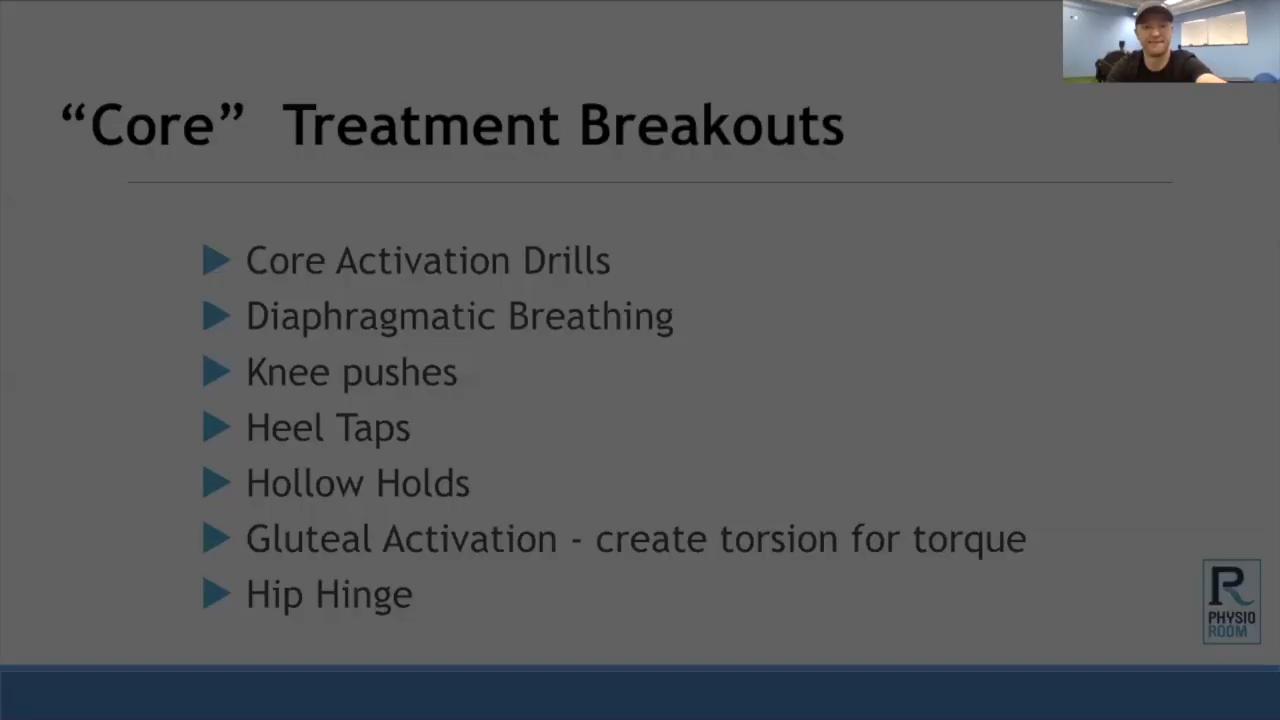 “Core” Treatment Breakouts
Core Activation Drills
Diaphragmatic Breathing
Knee pushes
Heel Taps
Hollow Holds
Gluteal Activation - create torsion for torque
Hip Hinge
R
PHYSIO
ROOM